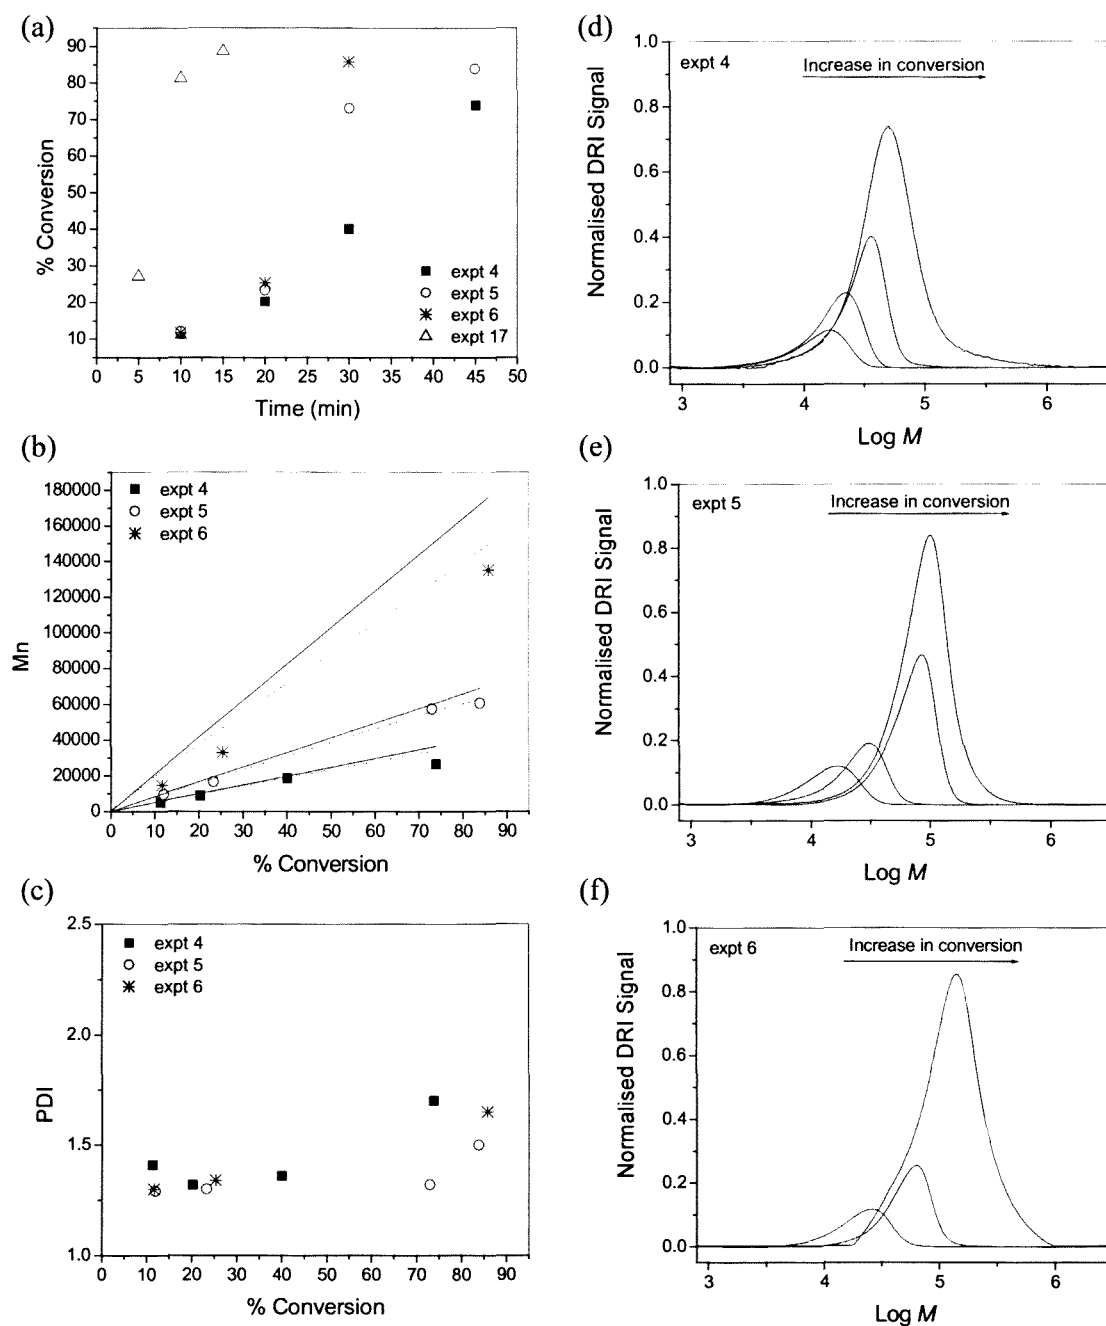 (a)
% Conversion
90
80
70
60
50
40
30
20
10
0 5 10 15 20 25 30 35 40 45 50
Time (min)
expt 4
expt 5
expt 6
expt 17
(b)
Mn
180000
160000
140000
120000
100000
80000
60000
40000
20000
0
0 10 20 30 40 50 60 70 80 90
% Conversion
expt 4
expt 5
expt 6
(c)
PDI
2.5
2.0
1.5
1.0
0 10 20 30 40 50 60 70 80 90
% Conversion
expt 4
expt 5
expt 6
(d)
expt 4
Increase in conversion
Normalised DRI Signal
1.0
0.8
0.6
0.4
0.2
0.0
3 4 5 6
Log M
(e)
expt 5
Increase in conversion
Normalised DRI Signal
1.0
0.8
0.6
0.4
0.2
0.0
3 4 5 6
Log M
(f)
expt 6
Increase in conversion
Normalised DRI Signal
1.0
0.8
0.6
0.4
0.2
0.0
3 4 5 6
Log M